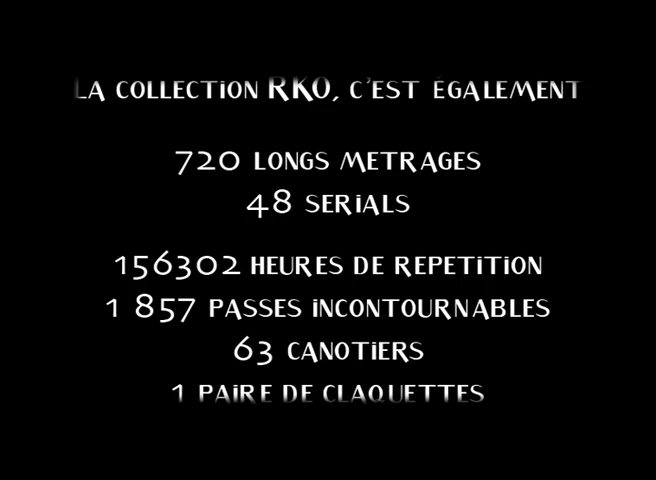 LA COLLECTION RKO, C'EST ÉGALEMENT
720 LONGS METRAGES
48 SERIALS
156302 HEURES DE REPETITION
1 857 PASSES INCONTOURNABLES
63 CANOTIERS
1 PAIRE DE CLAQUETTES